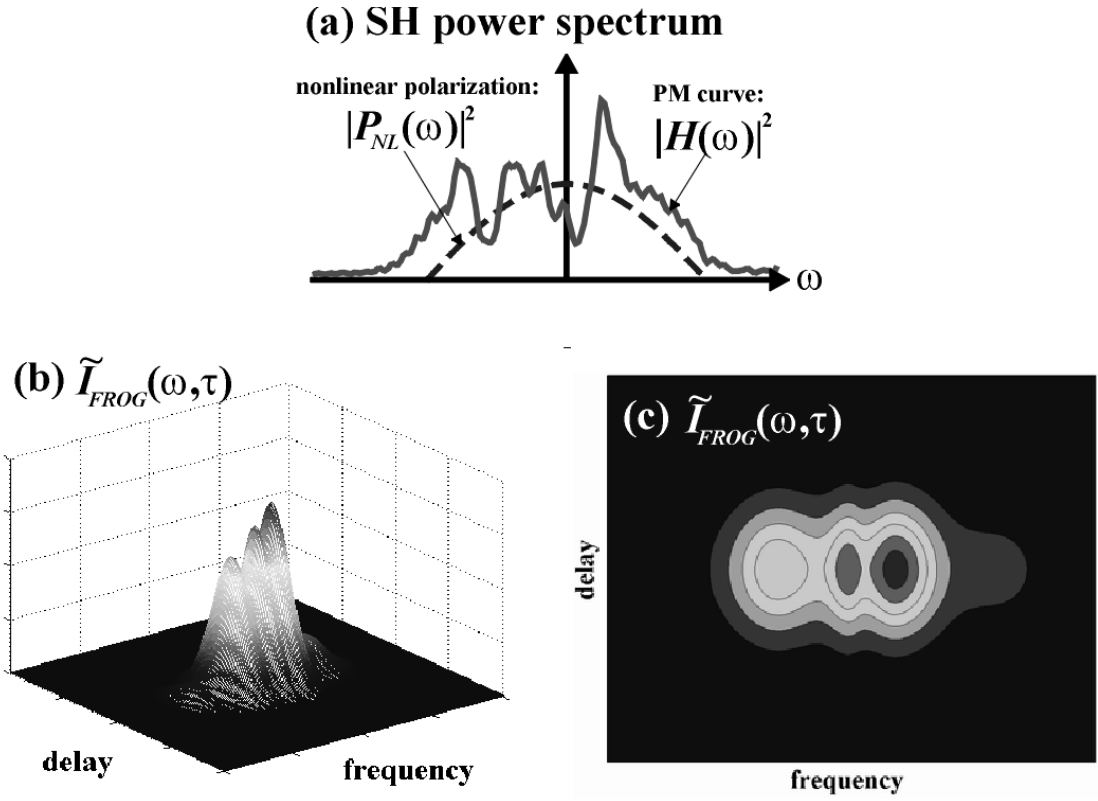 (a) SH power spectrum
nonlinear polarization:
|P_NL(ω)|²
PM curve:
|H(ω)|²
ω
(b) Ĩ_FROG(ω,τ)
delay
frequency
(c) Ĩ_FROG(ω,τ)
delay
frequency